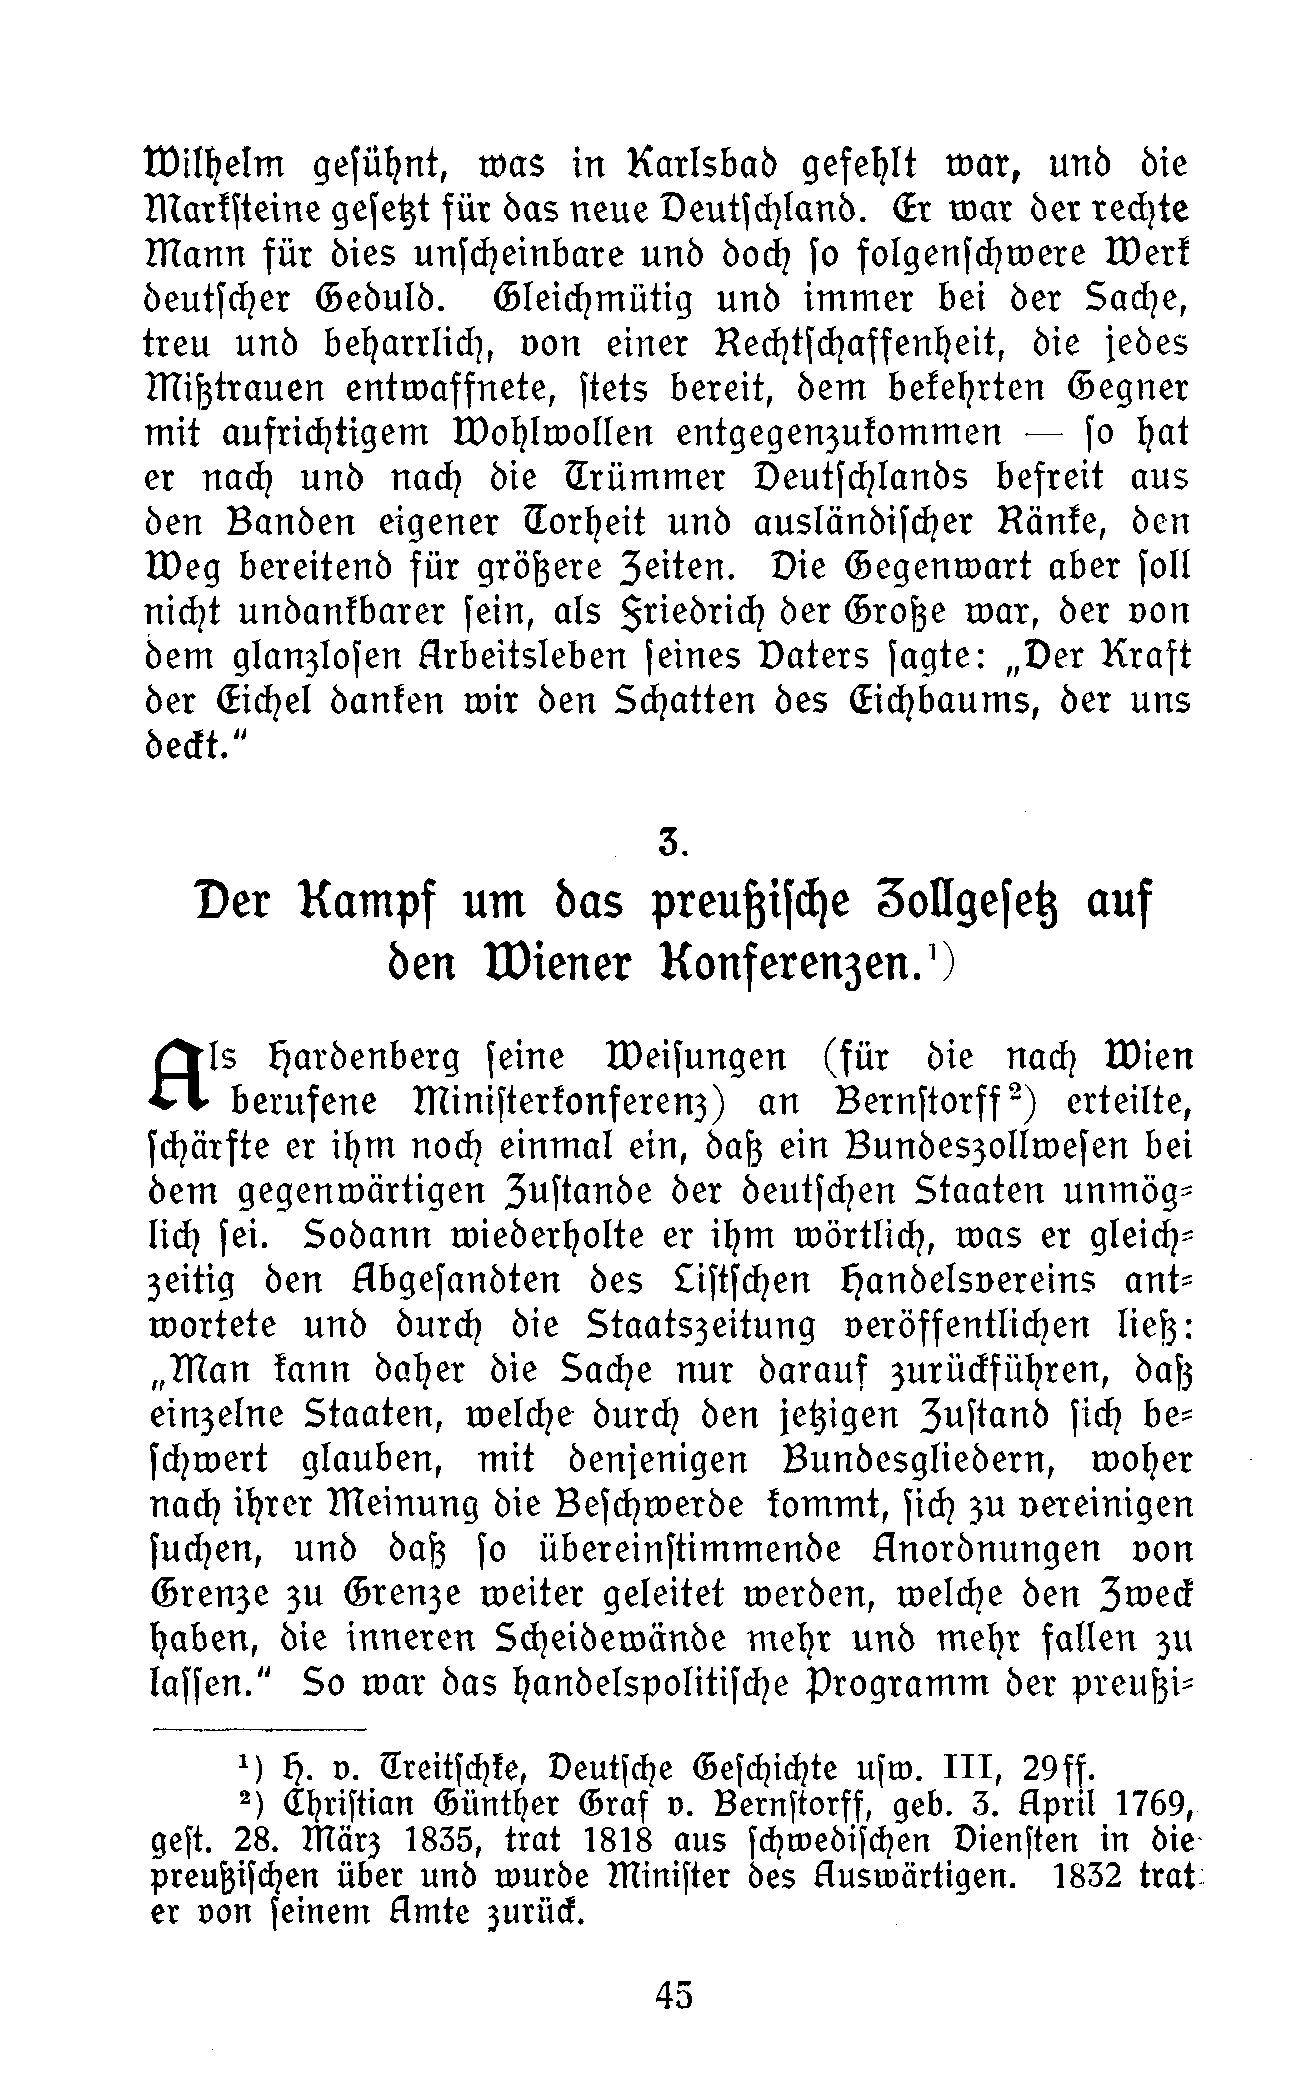 Wilhelm gesühnt, was in Karlsbad gefehlt war, und die
Marksteine gesetzt für das neue Deutschland. Er war der rechte
Mann für dies unscheinbare und doch so folgenschwere Werk
deutscher Geduld. Gleichmütig und immer bei der Sache,
treu und beharrlich, von einer Rechtschaffenheit, die jedes
Mißtrauen entwaffnete, stets bereit, dem bekehrten Gegner
mit aufrichtigem Wohlwollen entgegenzukommen — so hat
er nach und nach die Trümmer Deutschlands befreit aus
den Banden eigener Torheit und ausländischer Ränke, den
Weg bereitend für größere Zeiten. Die Gegenwart aber soll
nicht undankbarer sein, als Friedrich der Große war, der von
dem glanzlosen Arbeitsleben seines Vaters sagte: „Der Kraft
der Eichel danken wir den Schatten des Eichbaums, der uns
deckt."
3.
Der Kampf um das preußische Zollgesetz auf
den Wiener Konferenzen.¹)
Als Hardenberg seine Weisungen (für die nach Wien
berufene Ministerkonferenz) an Bernstorff²) erteilte,
schärfte er ihm noch einmal ein, daß ein Bundeszollwesen bei
dem gegenwärtigen Zustande der deutschen Staaten unmög-
lich sei. Sodann wiederholte er ihm wörtlich, was er gleich-
zeitig den Abgesandten des Listschen Handelsvereins ant-
wortete und durch die Staatszeitung veröffentlichen ließ:
„Man kann daher die Sache nur darauf zurückführen, daß
einzelne Staaten, welche durch den jetzigen Zustand sich be-
schwert glauben, mit denjenigen Bundesgliedern, woher
nach ihrer Meinung die Beschwerde kommt, sich zu vereinigen
suchen, und daß so übereinstimmende Anordnungen von
Grenze zu Grenze weiter geleitet werden, welche den Zweck
haben, die inneren Scheidewände mehr und mehr fallen zu
lassen." So war das handelspolitische Programm der preußi-
¹) H. v. Treitschke, Deutsche Geschichte usw. III, 29ff.
²) Christian Günther Graf v. Bernstorff, geb. 3. April 1769,
gest. 28. März 1835, trat 1818 aus schwedischen Diensten in die
preußischen über und wurde Minister des Auswärtigen. 1832 trat
er von seinem Amte zurück.
45